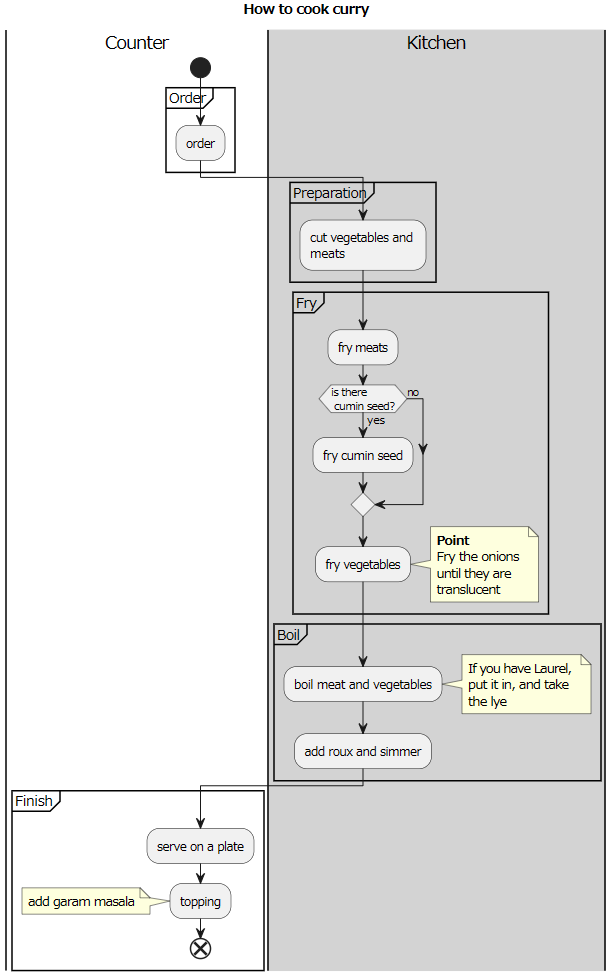 How to cook curry
Counter
Kitchen
Order
order
Preparation
cut vegetables and
meats
Fry
fry meats
is there
cumin seed?
no
yes
fry cumin seed
fry vegetables
Point
Fry the onions
until they are
translucent
Boil
boil meat and vegetables
If you have Laurel,
put it in, and take
the lye
add roux and simmer
Finish
serve on a plate
add garam masala
topping